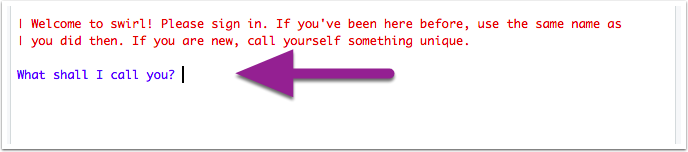 | Welcome to swirl! Please sign in. If you've been here before, use the same name as
| you did then. If you are new, call yourself something unique.
What shall I call you?